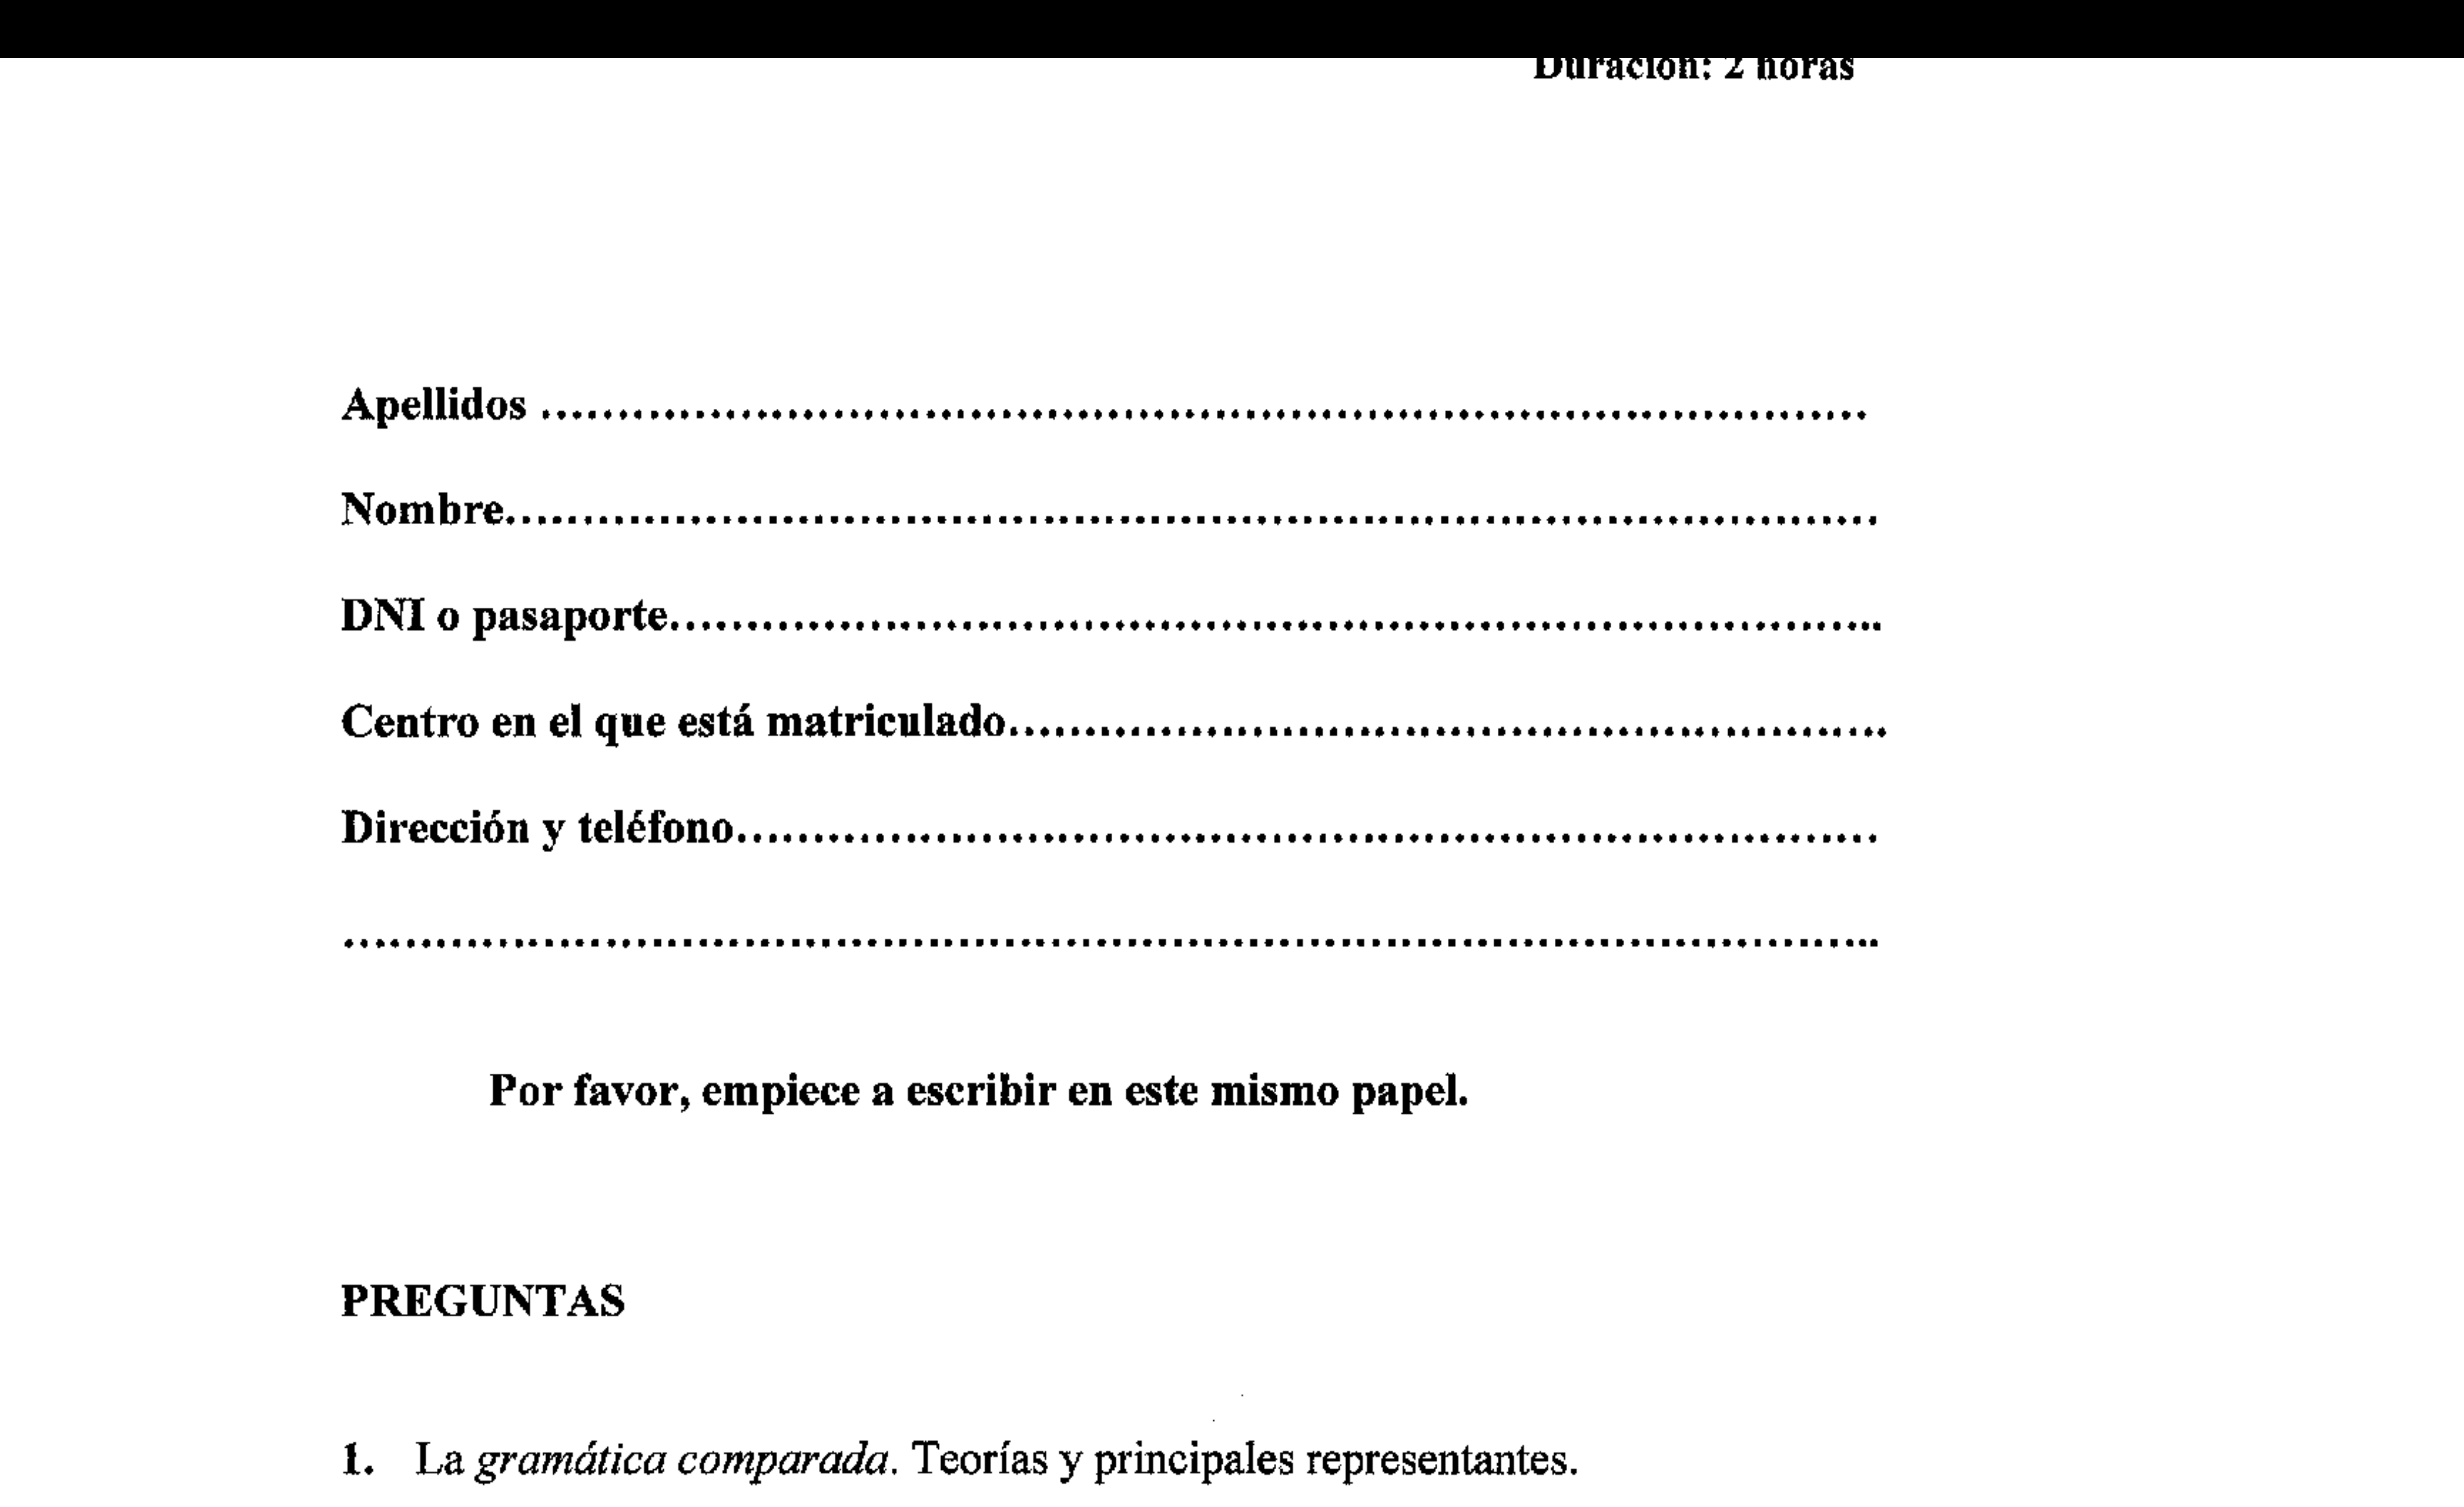 Duración: 2 horas
Apellidos ........................................................................................
Nombre...........................................................................................
DNI o pasaporte................................................................................
Centro en el que está matriculado..........................................................
Dirección y teléfono...........................................................................
.....................................................................................................
Por favor, empiece a escribir en este mismo papel.
PREGUNTAS
1. La gramática comparada. Teorías y principales representantes.